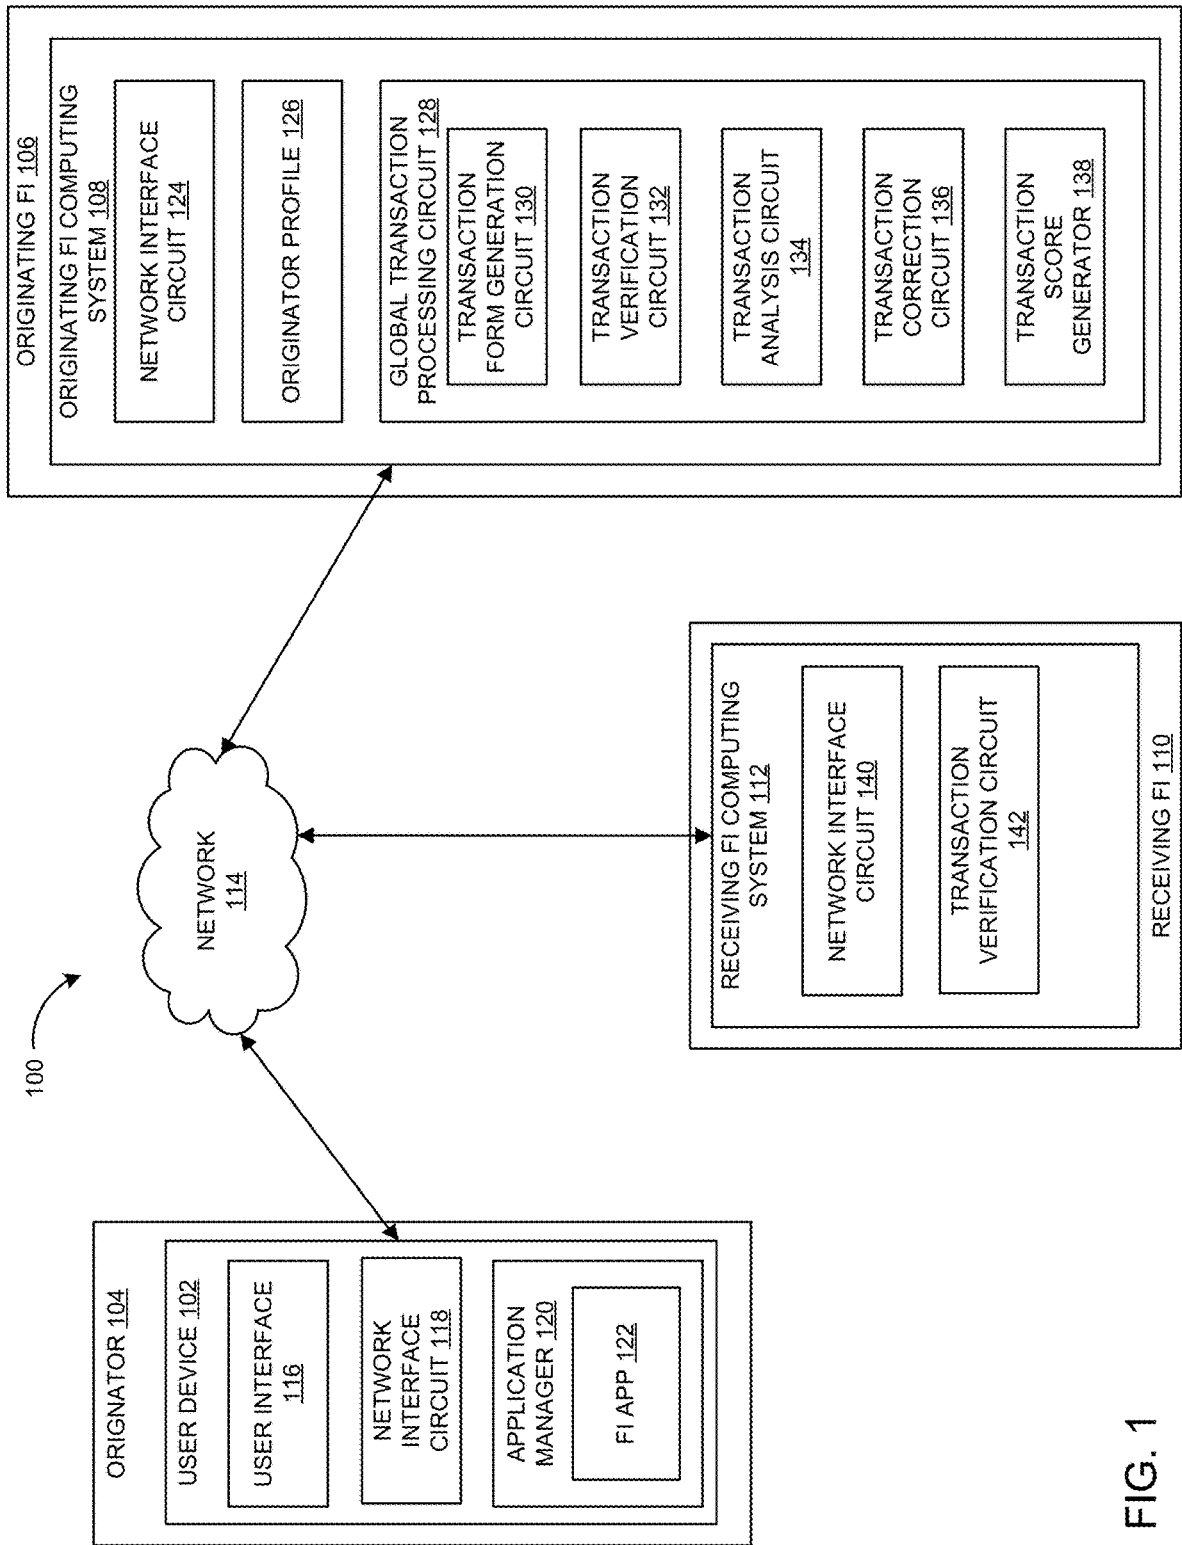 100
ORIGNATOR 104
USER DEVICE 102
USER INTERFACE
116
NETWORK
INTERFACE
CIRCUIT 118
APPLICATION
MANAGER 120
FI APP 122
NETWORK
114
RECEIVING FI COMPUTING
SYSTEM 112
NETWORK INTERFACE
CIRCUIT 140
TRANSACTION
VERIFICATION CIRCUIT
142
RECEIVING FI 110
ORIGINATING FI 106
ORIGINATING FI COMPUTING
SYSTEM 108
NETWORK INTERFACE
CIRCUIT 124
ORIGINATOR PROFILE 126
GLOBAL TRANSACTION
PROCESSING CIRCUIT 128
TRANSACTION
FORM GENERATION
CIRCUIT 130
TRANSACTION
VERIFICATION
CIRCUIT 132
TRANSACTION
ANALYSIS CIRCUIT
134
TRANSACTION
CORRECTION
CIRCUIT 136
TRANSACTION
SCORE
GENERATOR 138
FIG. 1